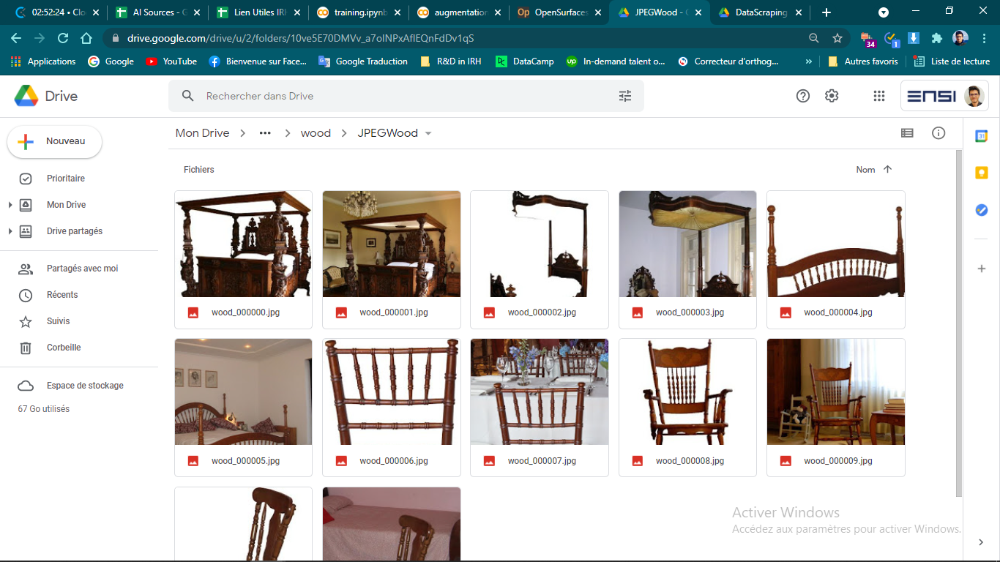 02:52:24 • Clo
AI Sources - G
Lien Utiles IRH
training.ipynb
augmentation
OpenSurfaces
JPEGWood - G
DataScraping
drive.google.com/drive/u/2/folders/10ve5E70DMVv_a7oINPxAflEQnFdDv1qS
34
1
Applications
Google
YouTube
Bienvenue sur Face...
Google Traduction
R&D in IRH
DataCamp
In-demand talent o...
Correcteur d'orthog...
»
Autres favoris
Liste de lecture
Drive
Rechercher dans Drive
ENSI
Nouveau
Mon Drive > ••• > wood > JPEGWood
Prioritaire
Mon Drive
Drive partagés
Partagés avec moi
Récents
Suivis
Corbeille
Espace de stockage
67 Go utilisés
Fichiers
Nom
wood_000000.jpg
wood_000001.jpg
wood_000002.jpg
wood_000003.jpg
wood_000004.jpg
wood_000005.jpg
wood_000006.jpg
wood_000007.jpg
wood_000008.jpg
wood_000009.jpg
31
Activer Windows
Accédez aux paramètres pour activer Windows.